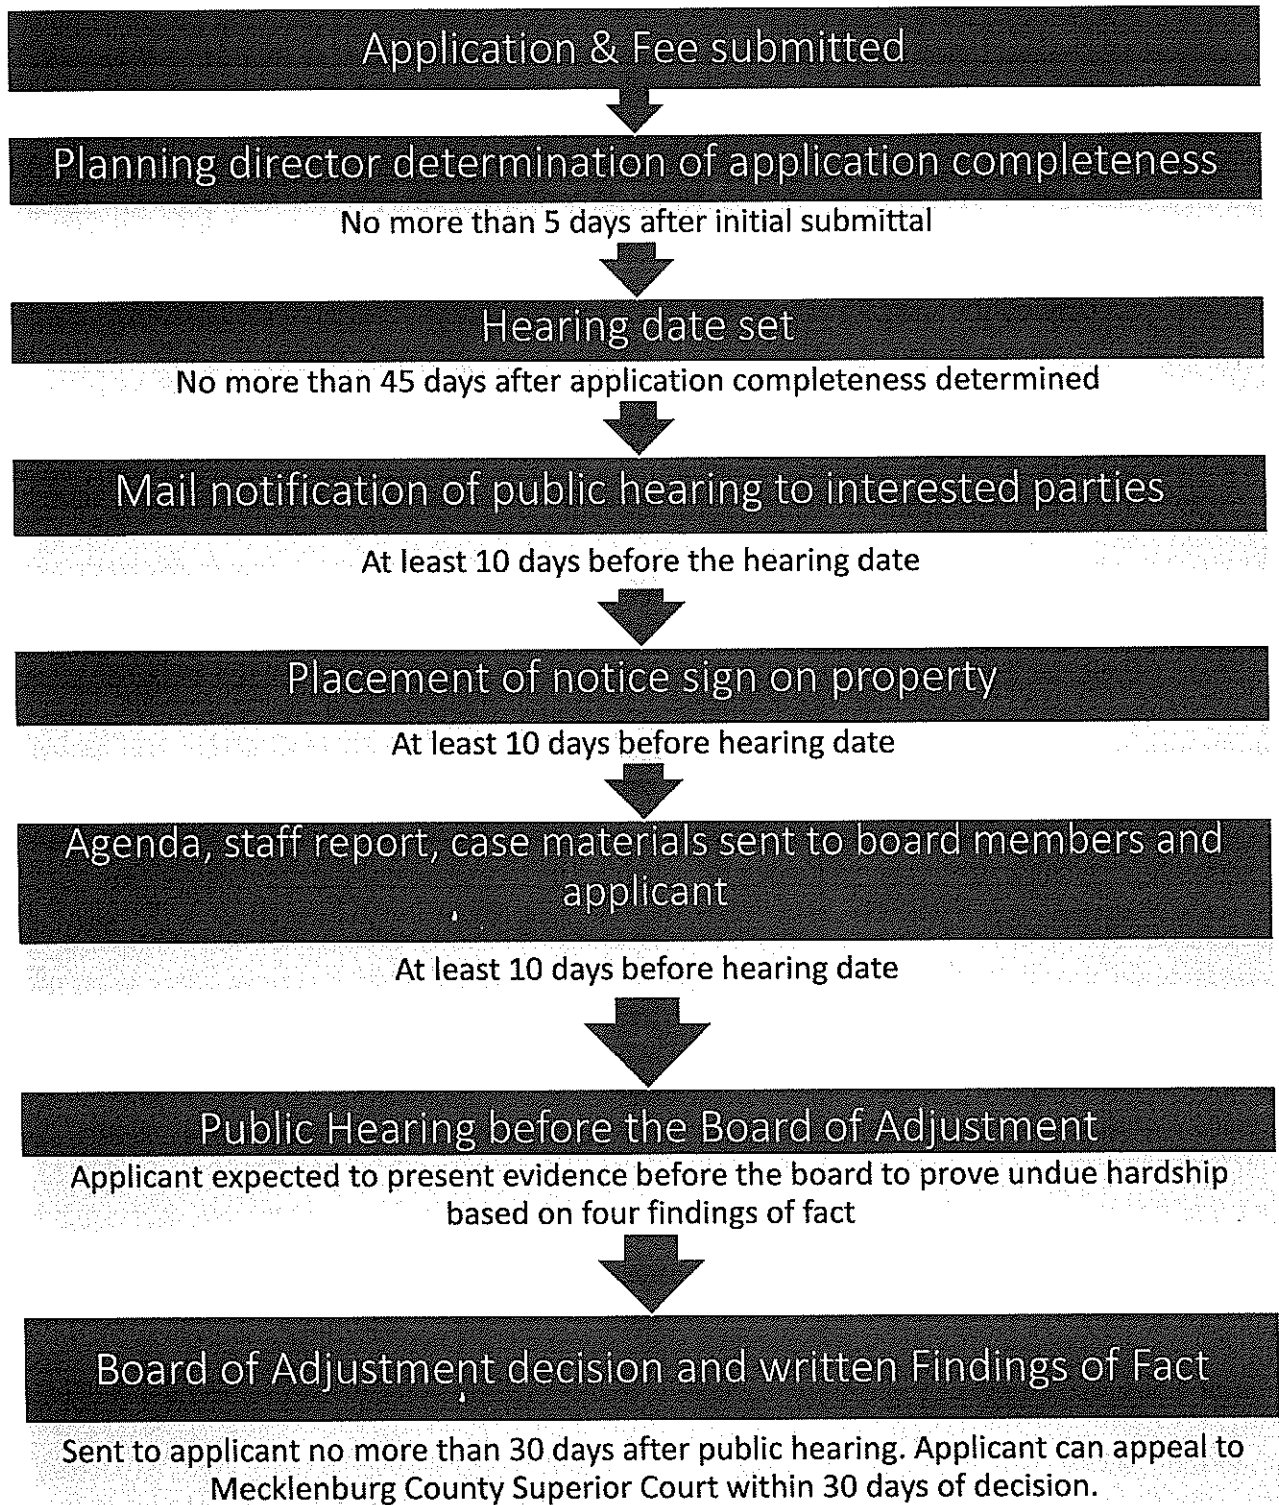 Application & Fee submitted
Planning director determination of application completeness
No more than 5 days after initial submittal
Hearing date set
No more than 45 days after application completeness determined
Mail notification of public hearing to interested parties
At least 10 days before the hearing date
Placement of notice sign on property
At least 10 days before hearing date
Agenda, staff report, case materials sent to board members and
applicant
At least 10 days before hearing date
Public Hearing before the Board of Adjustment
Applicant expected to present evidence before the board to prove undue hardship
based on four findings of fact
Board of Adjustment decision and written Findings of Fact
Sent to applicant no more than 30 days after public hearing. Applicant can appeal to
Mecklenburg County Superior Court within 30 days of decision.